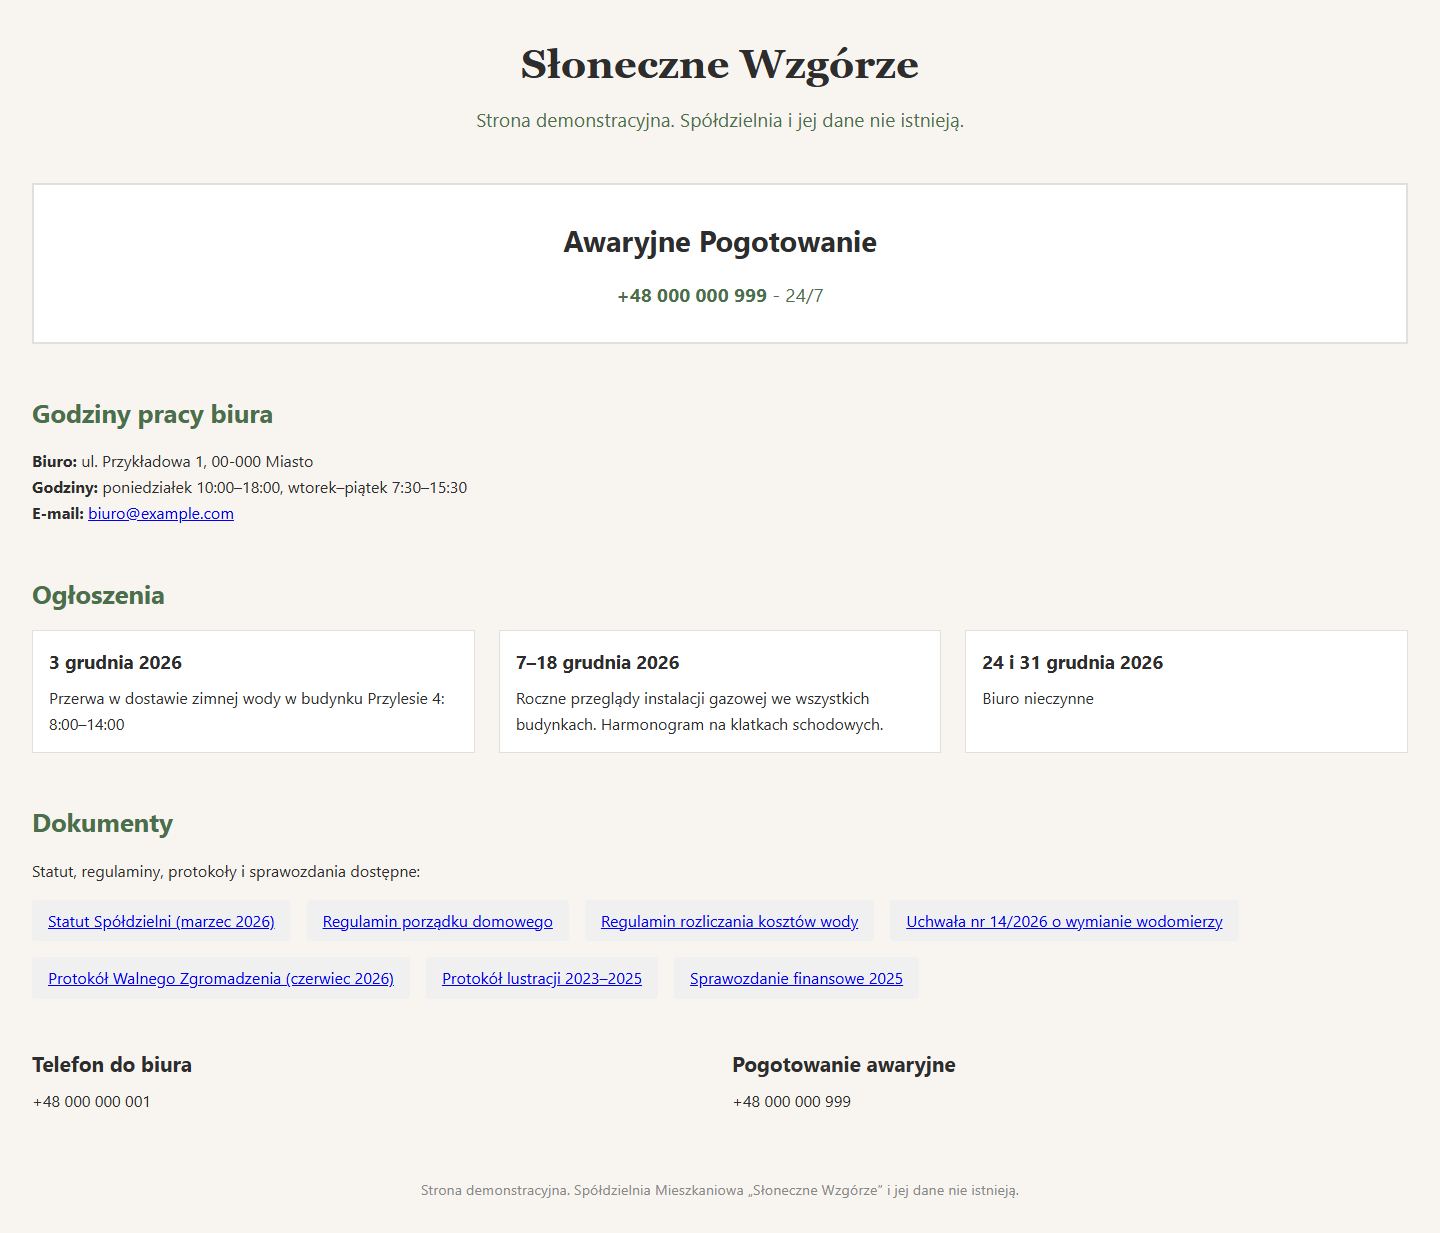 Słoneczne Wzgórze
Strona demonstracyjna. Spółdzielnia i jej dane nie istnieją.
Awaryjne Pogotowanie
+48 000 000 999 - 24/7
Godziny pracy biura
Biuro: ul. Przykładowa 1, 00-000 Miasto
Godziny: poniedziałek 10:00–18:00, wtorek–piątek 7:30–15:30
E-mail: biuro@example.com
Ogłoszenia
3 grudnia 2026
Przerwa w dostawie zimnej wody w budynku Przylesie 4:
8:00–14:00
7–18 grudnia 2026
Roczne przeglądy instalacji gazowej we wszystkich
budynkach. Harmonogram na klatkach schodowych.
24 i 31 grudnia 2026
Biuro nieczynne
Dokumenty
Statut, regulaminy, protokoły i sprawozdania dostępne:
Statut Spółdzielni (marzec 2026)
Regulamin porządku domowego
Regulamin rozliczania kosztów wody
Uchwała nr 14/2026 o wymianie wodomierzy
Protokół Walnego Zgromadzenia (czerwiec 2026)
Protokół lustracji 2023–2025
Sprawozdanie finansowe 2025
Telefon do biura
+48 000 000 001
Pogotowanie awaryjne
+48 000 000 999
Strona demonstracyjna. Spółdzielnia Mieszkaniowa „Słoneczne Wzgórze” i jej dane nie istnieją.